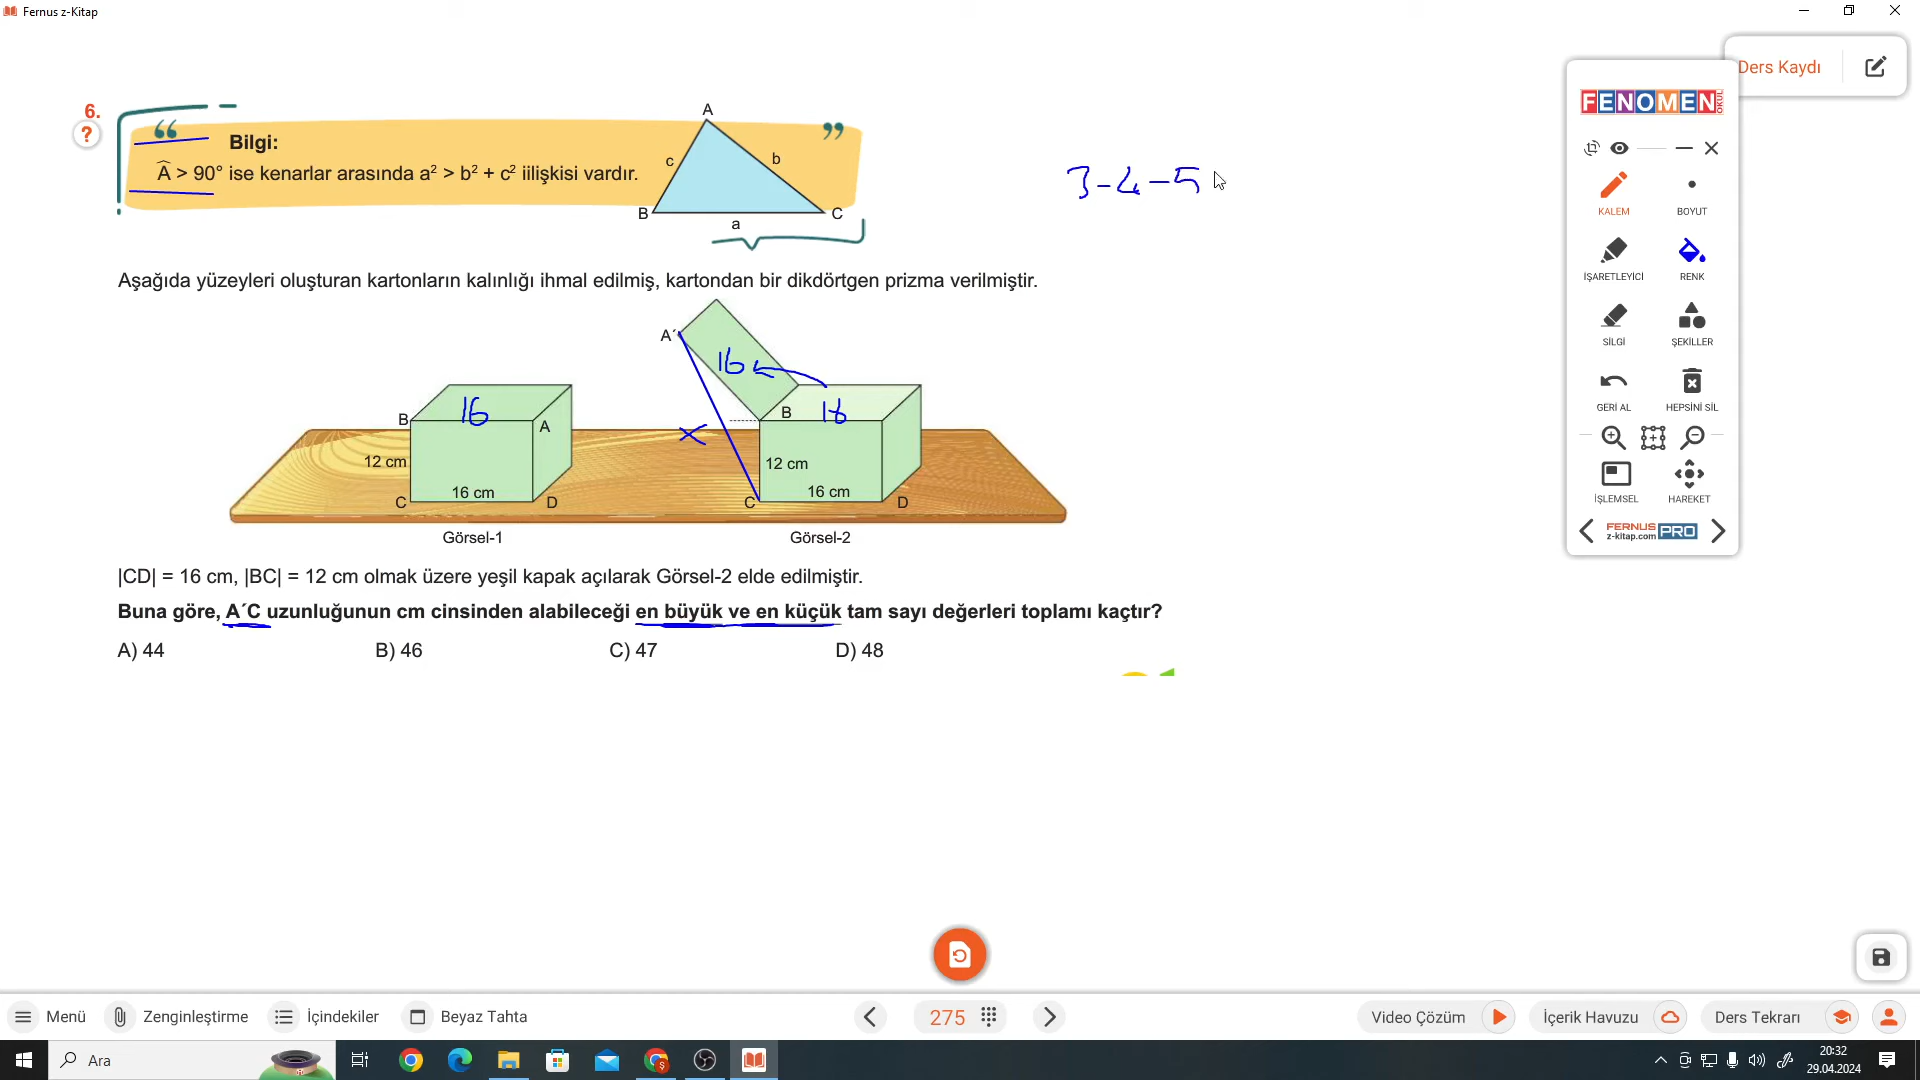 Fernus z-Kitap
Ders Kaydı
FENOMEN OKUL
KALEM
BOYUT
İŞARETLEYİCİ
RENK
SİLGİ
ŞEKİLLER
GERİ AL
HEPSİNİ SİL
İŞLEMSEL
HAREKET
FERNUS PRO
z-kitap.com
6.
?
“ Bilgi: ”
Â > 90° ise kenarlar arasında a² > b² + c² iilişkisi vardır.
A
c
b
B
C
a
3-4-5
Aşağıda yüzeyleri oluşturan kartonların kalınlığı ihmal edilmiş, kartondan bir dikdörtgen prizma verilmiştir.
A´
16
16
B
A
B
16
x
12 cm
12 cm
16 cm
16 cm
C
D
C
D
Görsel-1
Görsel-2
|CD| = 16 cm, |BC| = 12 cm olmak üzere yeşil kapak açılarak Görsel-2 elde edilmiştir.
Buna göre, A´C uzunluğunun cm cinsinden alabileceği en büyük ve en küçük tam sayı değerleri toplamı kaçtır?
A) 44 B) 46 C) 47 D) 48
Menü
Zenginleştirme
İçindekiler
Beyaz Tahta
275
Video Çözüm
İçerik Havuzu
Ders Tekrarı
Ara
20:32
29.04.2024